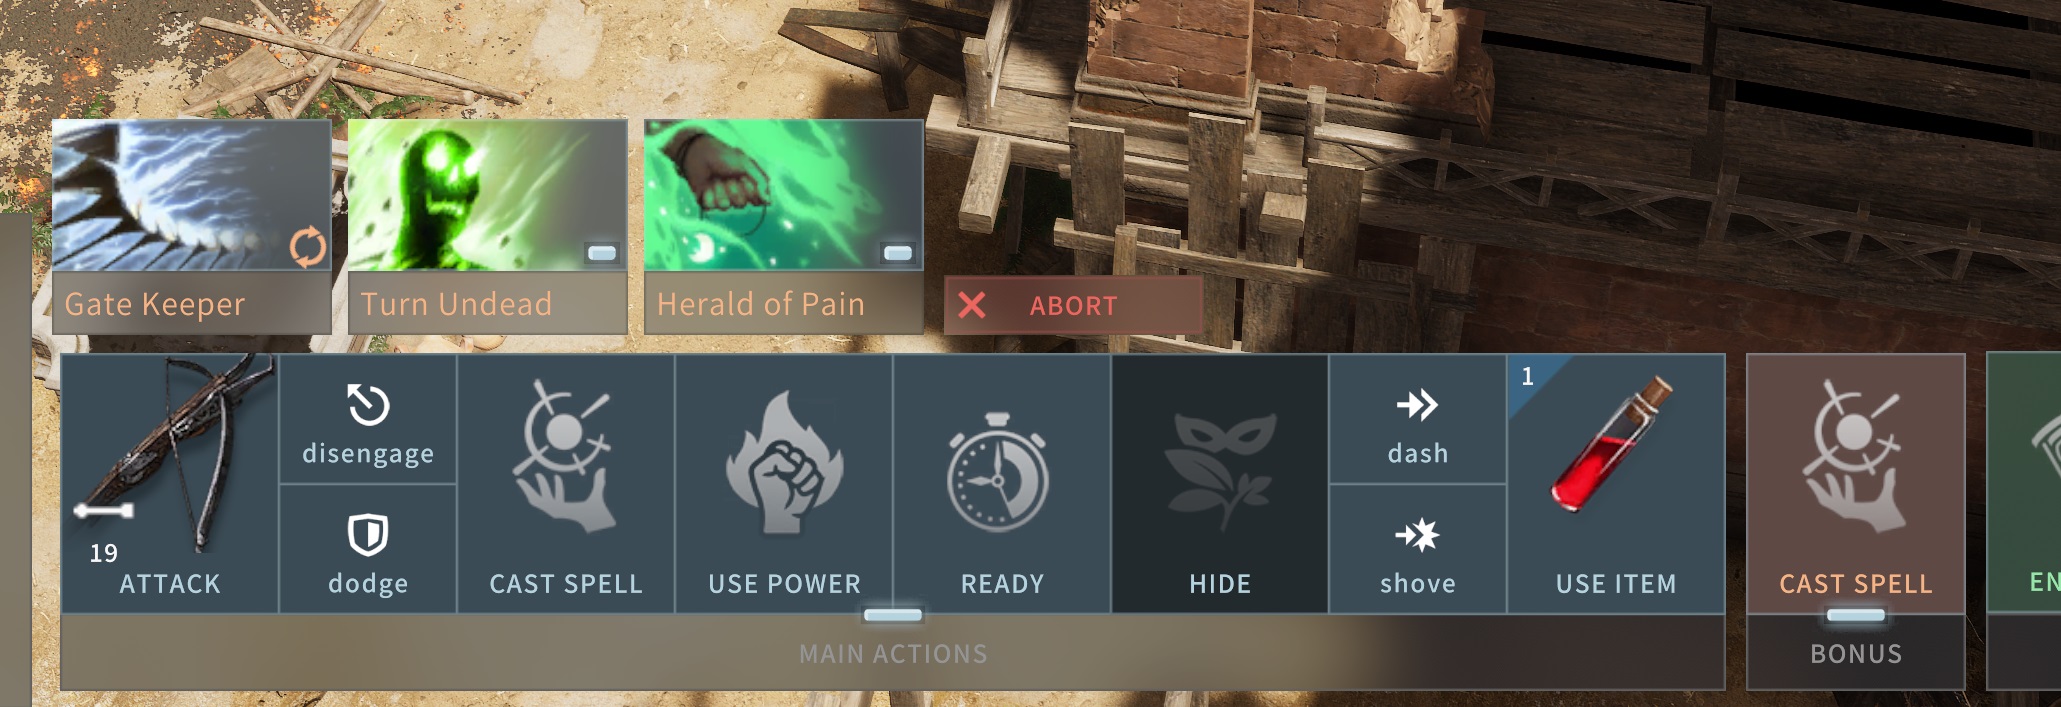 Gate Keeper
Turn Undead
Herald of Pain
ABORT
19
ATTACK
disengage
dodge
CAST SPELL
USE POWER
READY
HIDE
dash
shove
1
USE ITEM
CAST SPELL
EN
MAIN ACTIONS
BONUS